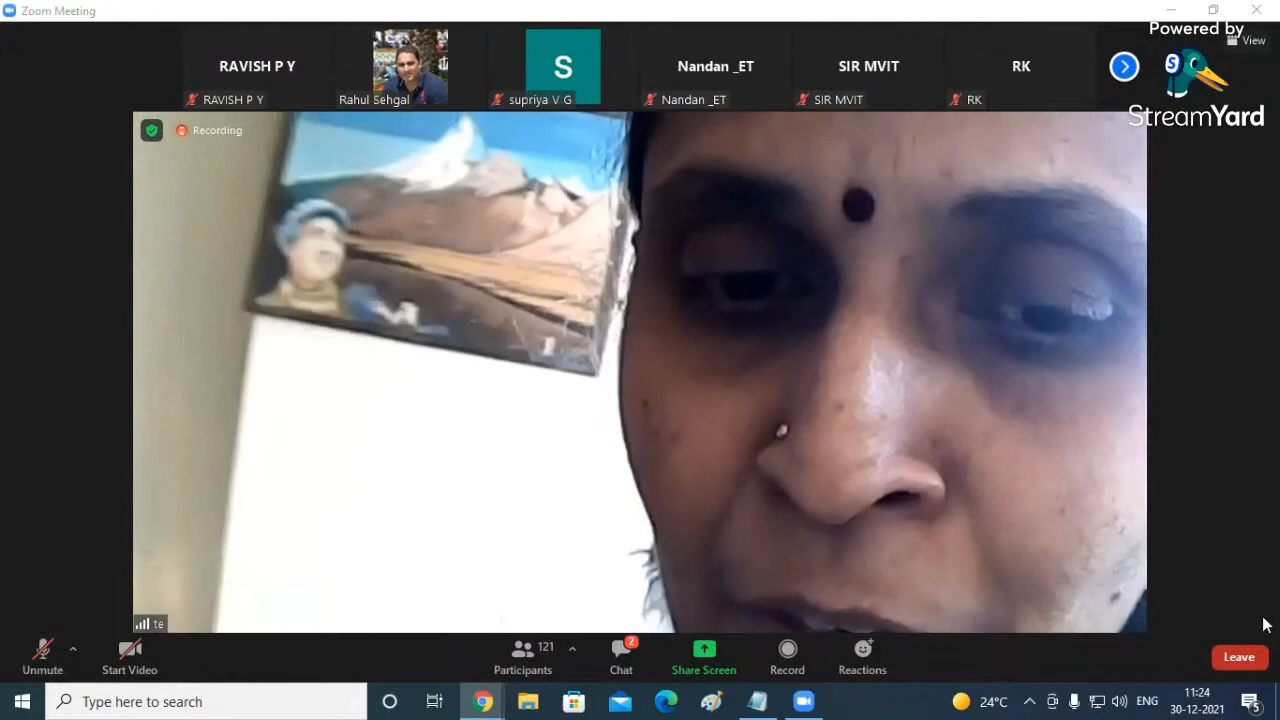 Zoom Meeting
Powered by
StreamYard
View
RAVISH P Y
S
Nandan _ET
SIR MVIT
RK
RAVISH P Y
Rahul Sehgal
supriya V G
Nandan _ET
SIR MVIT
RK
Recording
te
Unmute
Start Video
121
Participants
2
Chat
Share Screen
Record
Reactions
Leave
Type here to search
24°C
ENG
11:24
30-12-2021
5